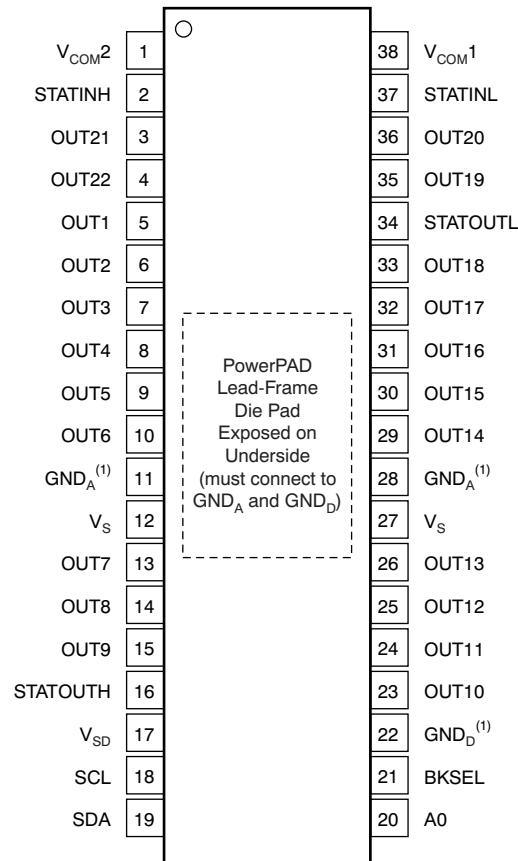 V_COM2 1 38 V_COM1
STATINH 2 37 STATINL
OUT21 3 36 OUT20
OUT22 4 35 OUT19
OUT1 5 34 STATOUTL
OUT2 6 33 OUT18
OUT3 7 32 OUT17
OUT4 8 31 OUT16
OUT5 9 30 OUT15
OUT6 10 29 OUT14
GND_A^(1) 11 28 GND_A^(1)
V_S 12 27 V_S
OUT7 13 26 OUT13
OUT8 14 25 OUT12
OUT9 15 24 OUT11
STATOUTH 16 23 OUT10
V_SD 17 22 GND_D^(1)
SCL 18 21 BKSEL
SDA 19 20 A0
PowerPAD
Lead-Frame
Die Pad
Exposed on
Underside
(must connect to
GND_A and GND_D)